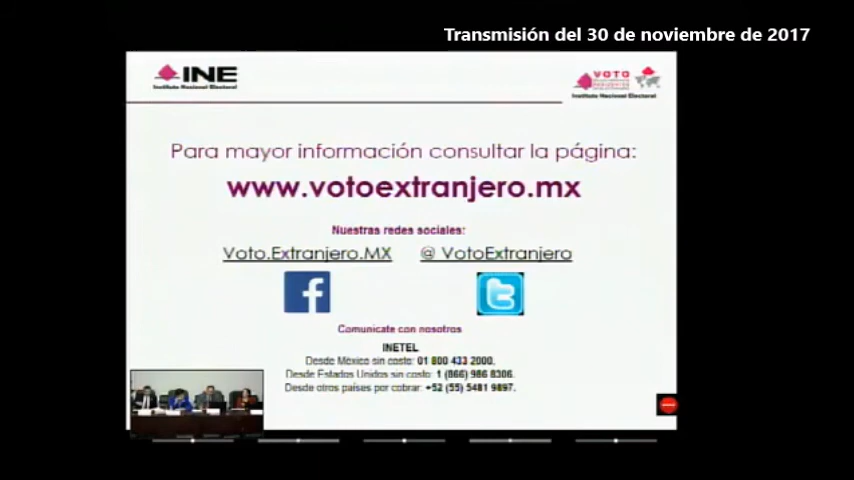 Transmisión del 30 de noviembre de 2017
INE
Instituto Nacional Electoral
VOTO
Instituto Nacional Electoral
Para mayor información consultar la página:
www.votoextranjero.mx
Nuestras redes sociales:
Voto.Extranjero.MX @ VotoExtranjero
Comunicate con nosotros
INETEL
Desde México sin costo: 01 800 433 2000.
Desde Estados Unidos sin costo: 1 (866) 986 8306.
Desde otros países por cobrar: +52 (55) 5481 9897.